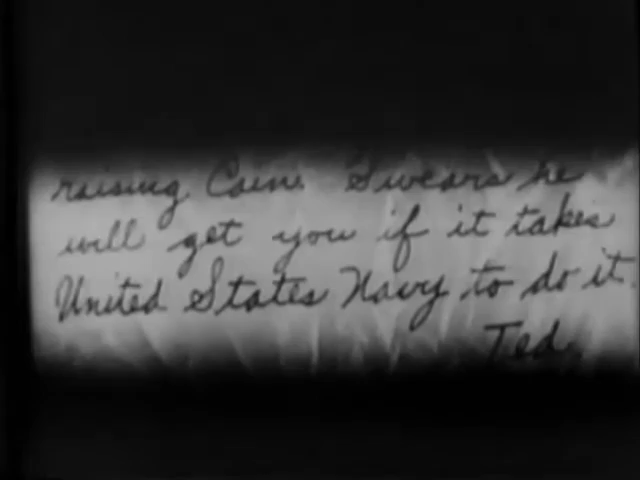 raising Cain. Swears he
will get you if it takes
United States Navy to do it.
Ted.